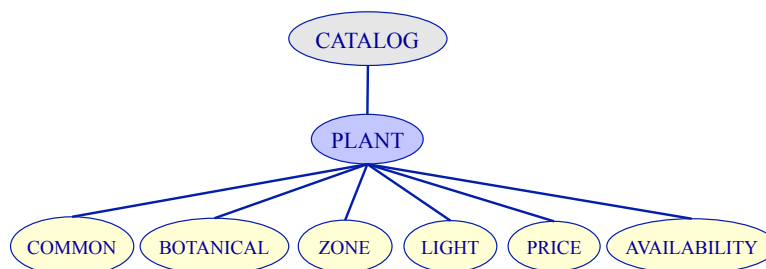 CATALOG
PLANT
COMMON BOTANICAL ZONE LIGHT PRICE AVAILABILITY